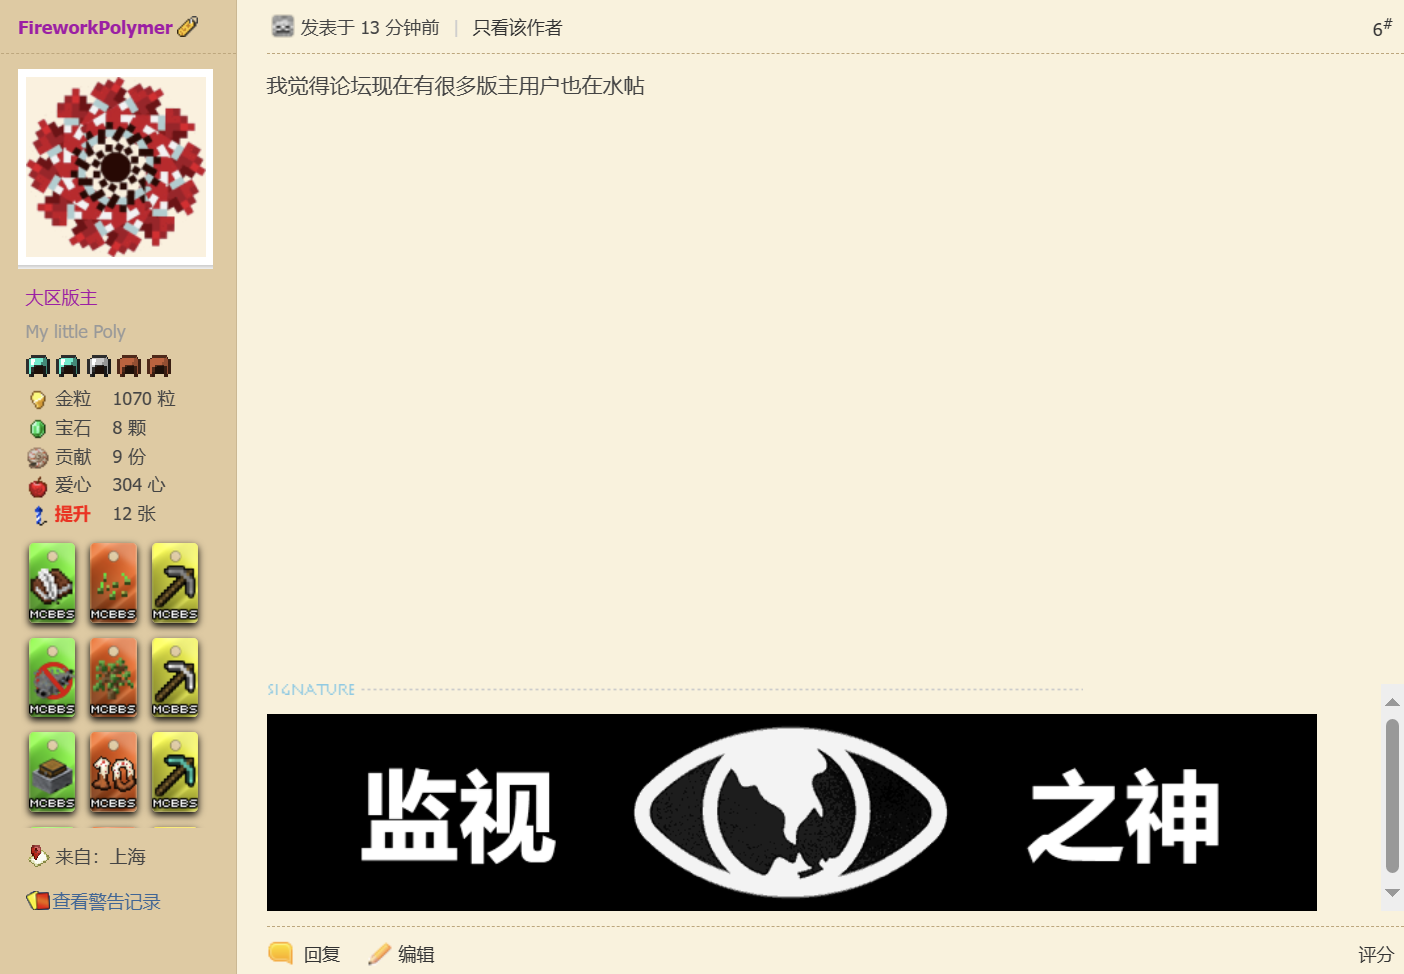 FireworkPolymer
发表于 13 分钟前 | 只看该作者
6#
我觉得论坛现在有很多版主用户也在水帖
大区版主
My little Poly
金粒 1070 粒
宝石 8 颗
贡献 9 份
爱心 304 心
提升 12 张
MCBBS MCBBS MCBBS
MCBBS MCBBS MCBBS
10
MCBBS MCBBS MCBBS
来自：上海
查看警告记录
SIGNATURE
监视 之神
回复 编辑 评分